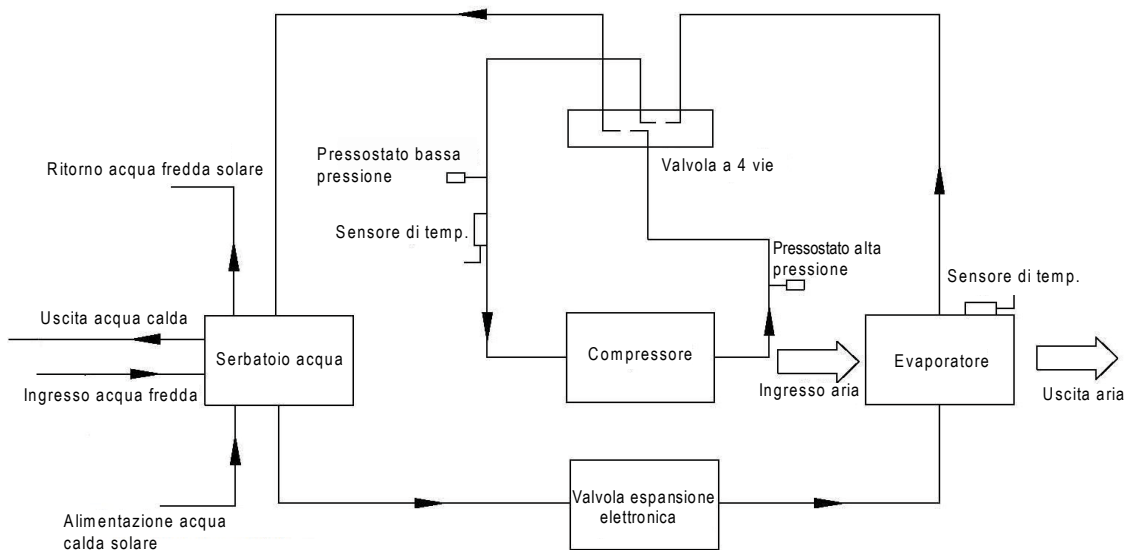 Valvola a 4 vie
Pressostato bassa
pressione
Ritorno acqua fredda solare
Sensore di temp.
Pressostato alta
pressione
Sensore di temp.
Uscita acqua calda
Serbatoio acqua
Compressore
Evaporatore
Ingresso acqua fredda
Ingresso aria
Uscita aria
Valvola espansione
elettronica
Alimentazione acqua
calda solare